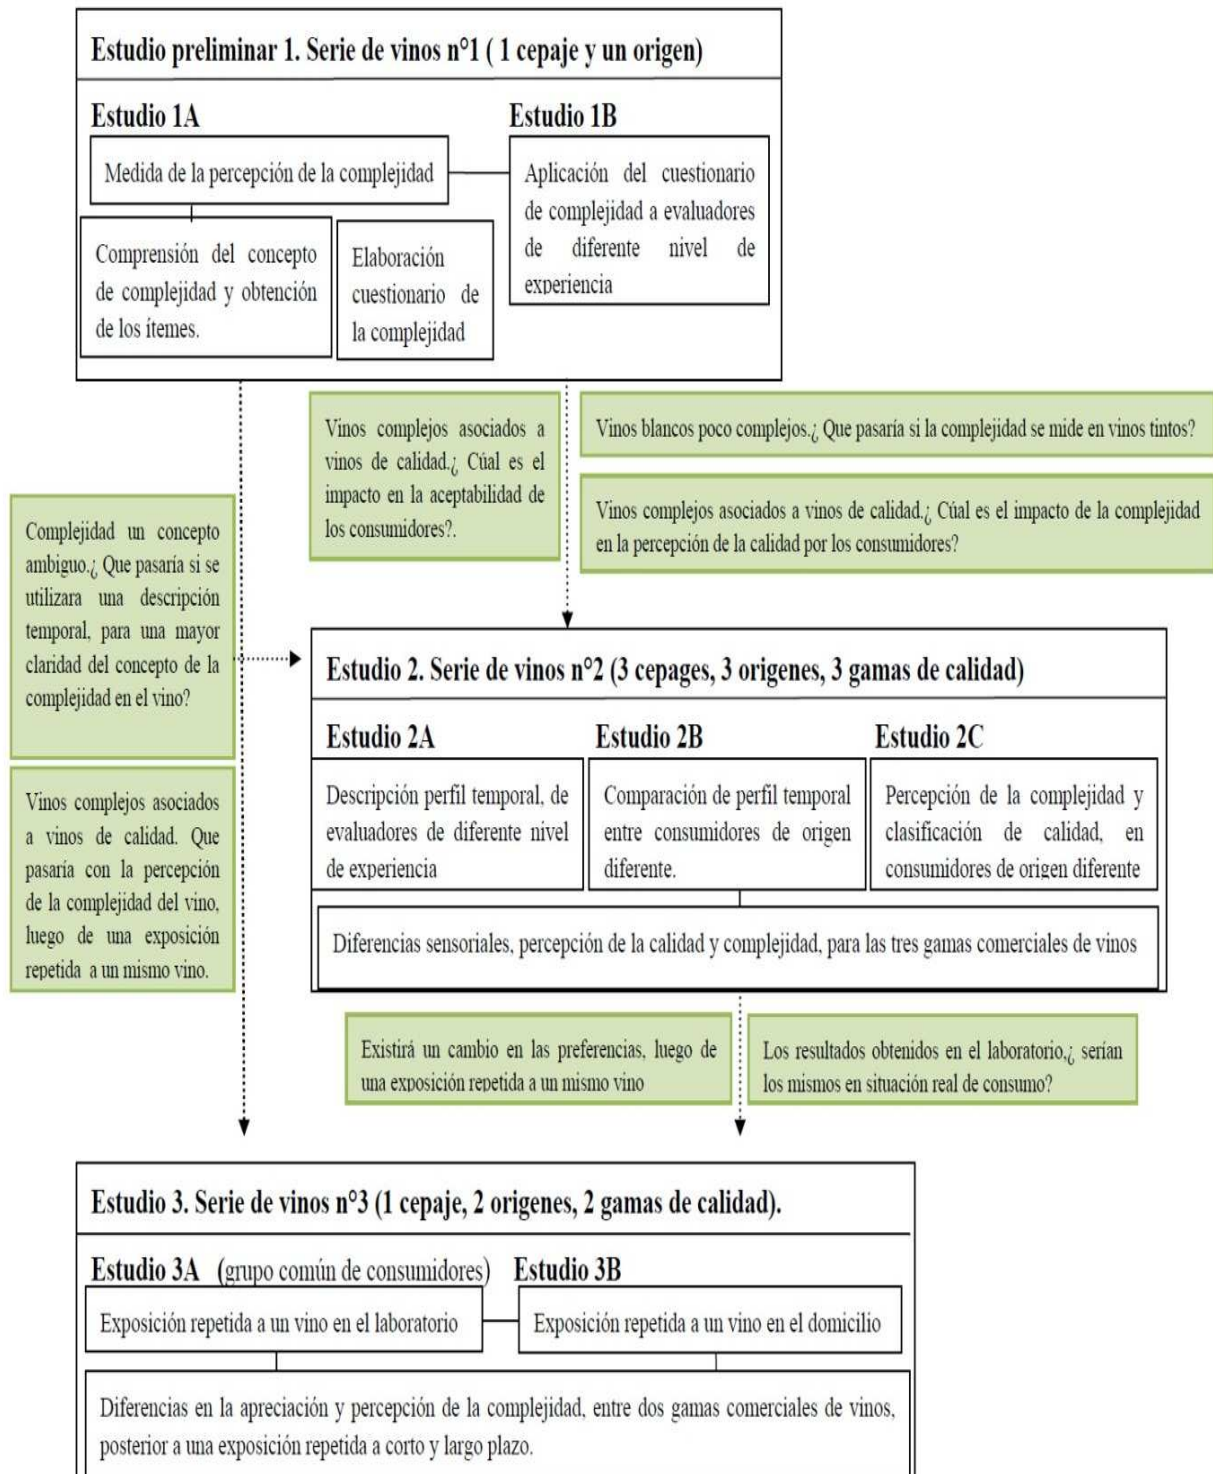 Estudio preliminar 1. Serie de vinos n°1 ( 1 cepaje y un origen)
Estudio 1A
Medida de la percepción de la complejidad
Comprensión del concepto
de complejidad y obtención
de los ítemes.
Elaboración
cuestionario de
la complejidad
Estudio 1B
Aplicación del cuestionario
de complejidad a evaluadores
de diferente nivel de
experiencia
Vinos complejos asociados a
vinos de calidad.¿ Cúal es el
impacto en la aceptabilidad de
los consumidores?.
Vinos blancos poco complejos.¿ Que pasaría si la complejidad se mide en vinos tintos?
Vinos complejos asociados a vinos de calidad.¿ Cúal es el impacto de la complejidad
en la percepción de la calidad por los consumidores?
Complejidad un concepto
ambiguo.¿ Que pasaría si se
utilizara una descripción
temporal, para una mayor
claridad del concepto de la
complejidad en el vino?
Vinos complejos asociados
a vinos de calidad. Que
pasaría con la percepción
de la complejidad del vino,
luego de una exposición
repetida a un mismo vino.
Estudio 2. Serie de vinos n°2 (3 cepages, 3 origenes, 3 gamas de calidad)
Estudio 2A
Descripción perfil temporal, de
evaluadores de diferente nivel
de experiencia
Estudio 2B
Comparación de perfil temporal
entre consumidores de origen
diferente.
Estudio 2C
Percepción de la complejidad y
clasificación de calidad, en
consumidores de origen diferente
Diferencias sensoriales, percepción de la calidad y complejidad, para las tres gamas comerciales de vinos
Existirá un cambio en las preferencias, luego de
una exposición repetida a un mismo vino
Los resultados obtenidos en el laboratorio,¿ serían
los mismos en situación real de consumo?
Estudio 3. Serie de vinos n°3 (1 cepaje, 2 origenes, 2 gamas de calidad).
Estudio 3A (grupo común de consumidores) Estudio 3B
Exposición repetida a un vino en el laboratorio
Exposición repetida a un vino en el domicilio
Diferencias en la apreciación y percepción de la complejidad, entre dos gamas comerciales de vinos,
posterior a una exposición repetida a corto y largo plazo.